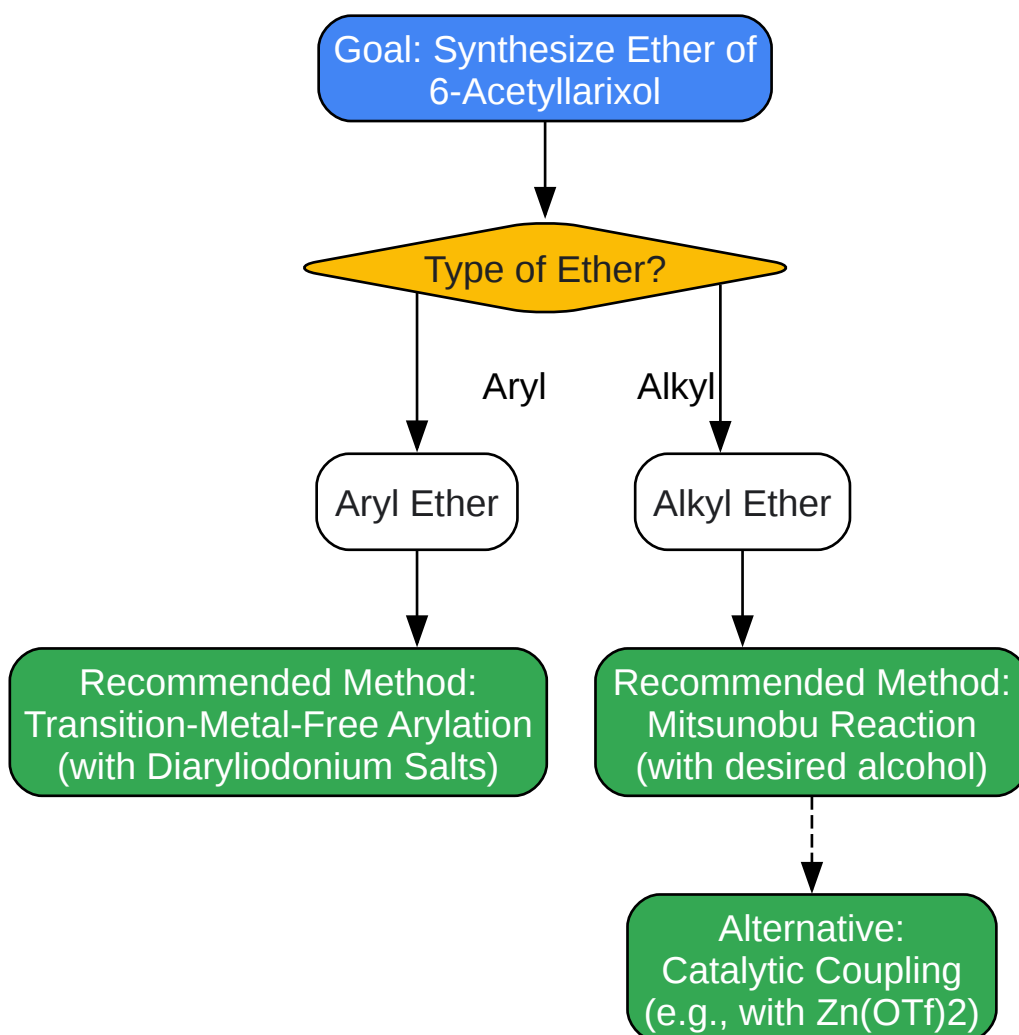 Goal: Synthesize Ether of
6-Acetyllarixol
Type of Ether?
Aryl
Alkyl
Aryl Ether
Alkyl Ether
Recommended Method:
Transition-Metal-Free Arylation
(with Diaryliodonium Salts)
Recommended Method:
Mitsunobu Reaction
(with desired alcohol)
Alternative:
Catalytic Coupling
(e.g., with Zn(OTf)2)